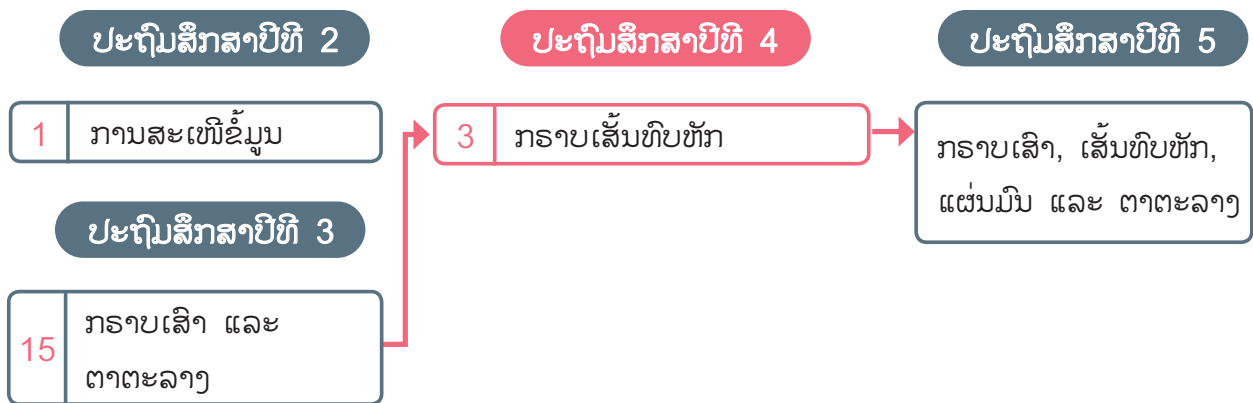 ປະຖົມສຶກສາປີທີ 2
1 ການສະເໜີຂໍ້ມູນ
ປະຖົມສຶກສາປີທີ 3
15 ກຣາບເສົາ ແລະ
ຕາຕະລາງ
ປະຖົມສຶກສາປີທີ 4
3 ກຣາບເສັ້ນທົບຫັກ
ປະຖົມສຶກສາປີທີ 5
ກຣາບເສົາ, ເສັ້ນທົບຫັກ,
ແຜ່ນມົນ ແລະ ຕາຕະລາງ